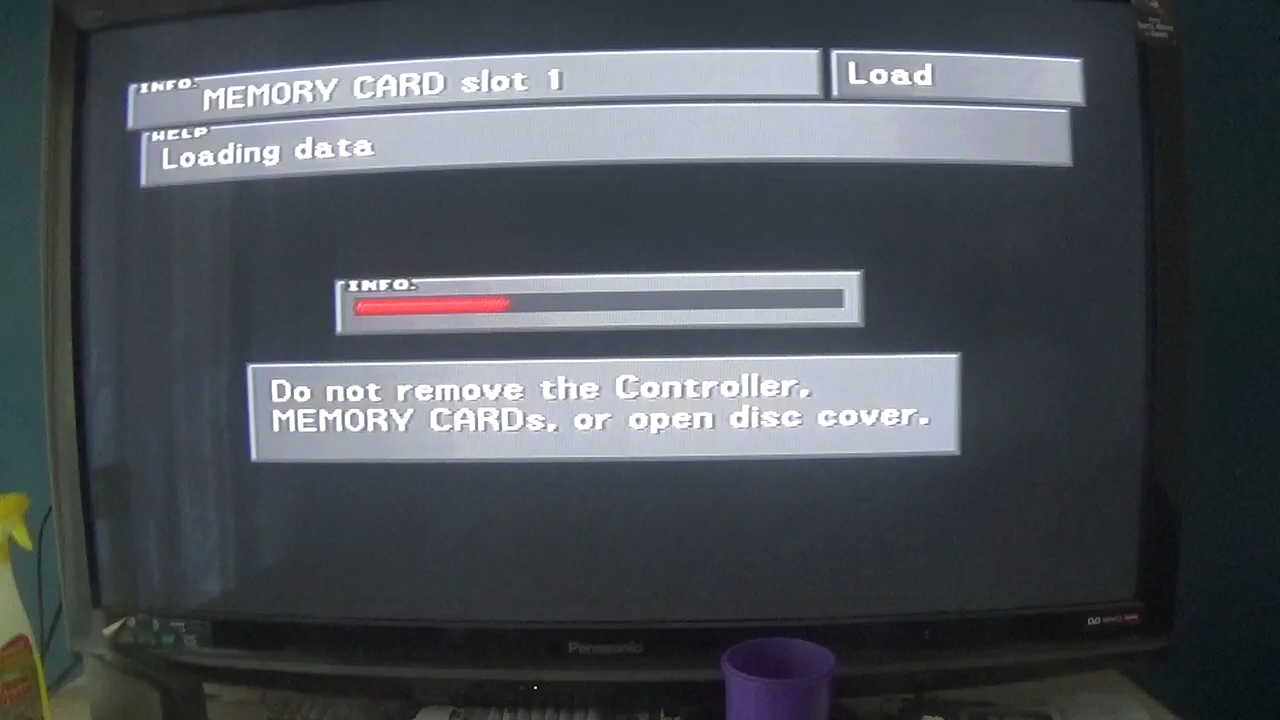 INFO.
MEMORY CARD slot 1
Load
HELP
Loading data
INFO.
Do not remove the Controller,
MEMORY CARDs, or open disc cover.
Panasonic